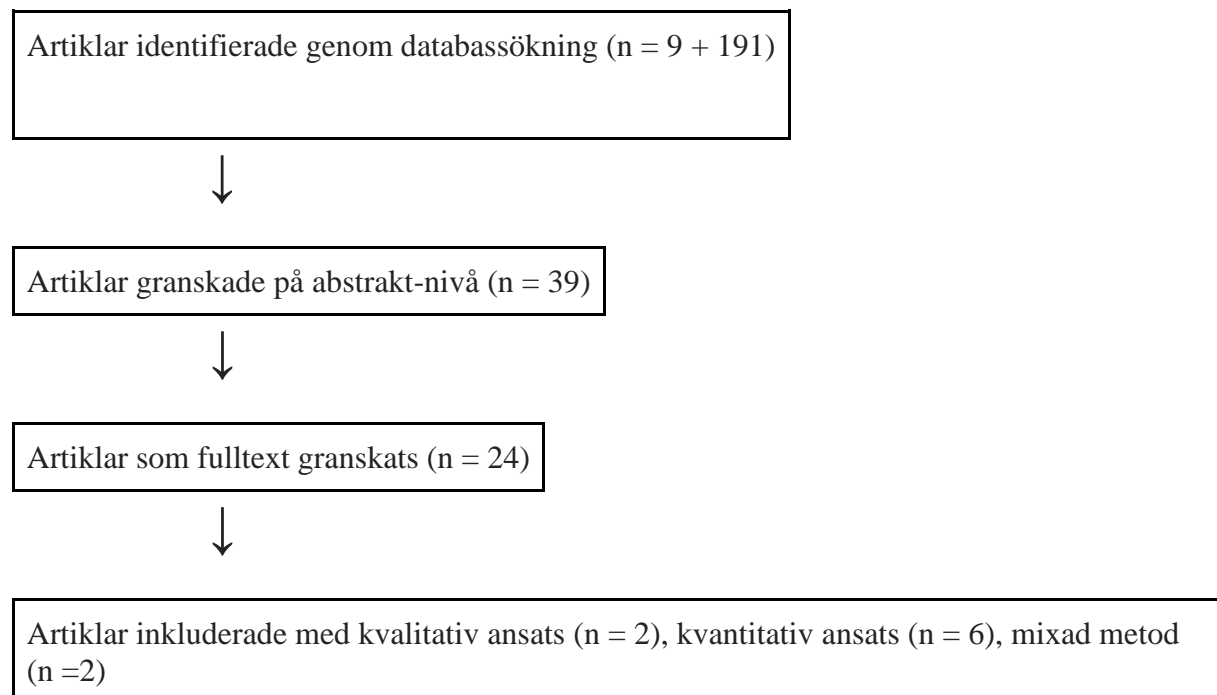 Artiklar identifierade genom databassökning (n = 9 + 191)
Artiklar granskade på abstrakt-nivå (n = 39)
Artiklar som fulltext granskats (n = 24)
Artiklar inkluderade med kvalitativ ansats (n = 2), kvantitativ ansats (n = 6), mixad metod
(n =2)